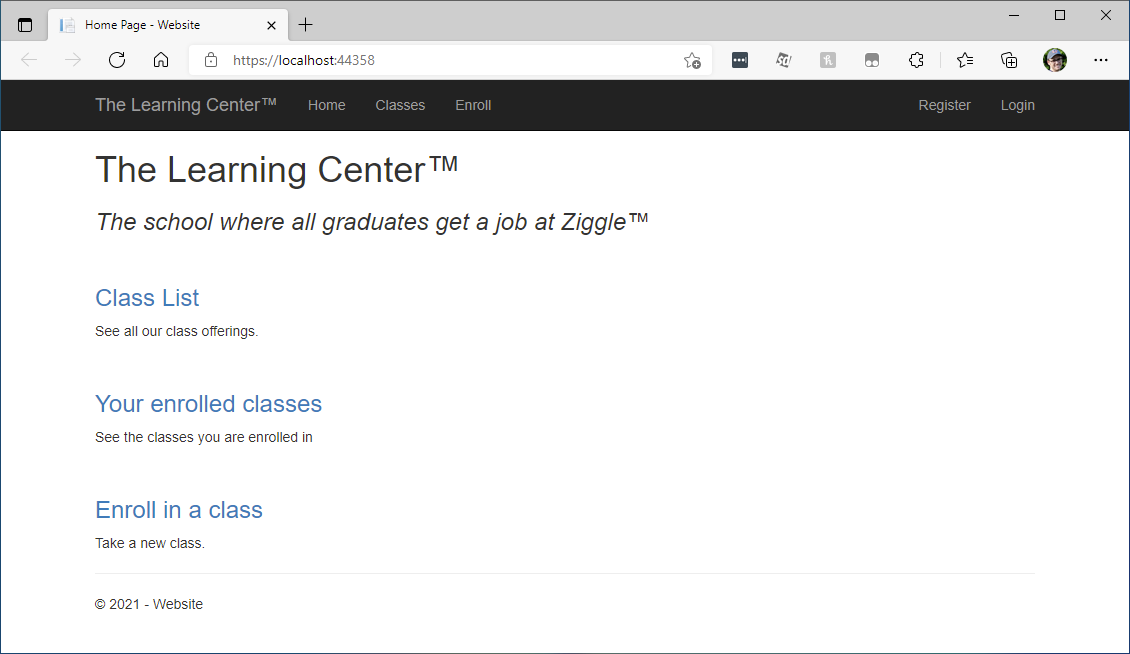 Home Page - Website
https://localhost:44358
The Learning Center™ Home Classes Enroll Register Login
The Learning Center™
The school where all graduates get a job at Ziggle™
Class List
See all our class offerings.
Your enrolled classes
See the classes you are enrolled in
Enroll in a class
Take a new class.
© 2021 - Website